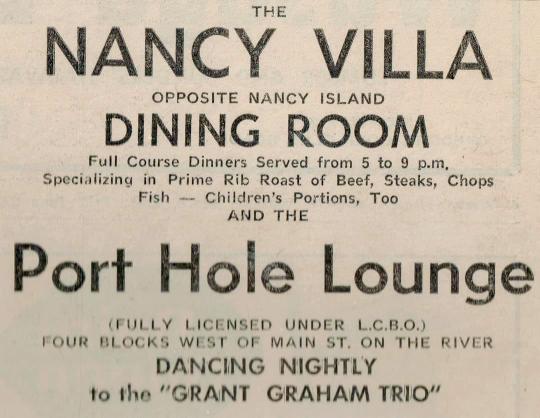 THE
NANCY VILLA
OPPOSITE NANCY ISLAND
DINING ROOM
Full Course Dinners Served from 5 to 9 p.m.
Specializing in Prime Rib Roast of Beef, Steaks, Chops
Fish — Children's Portions, Too
AND THE
Port Hole Lounge
(FULLY LICENSED UNDER L.C.B.O.)
FOUR BLOCKS WEST OF MAIN ST. ON THE RIVER
DANCING NIGHTLY
to the "GRANT GRAHAM TRIO"